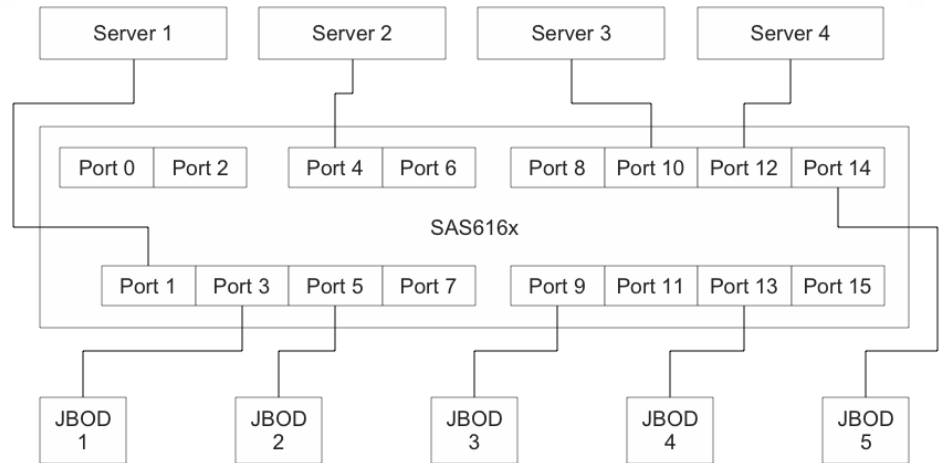 Server 1
Server 2
Server 3
Server 4
Port 0
Port 2
Port 4
Port 6
Port 8
Port 10
Port 12
Port 14
SAS616x
Port 1
Port 3
Port 5
Port 7
Port 9
Port 11
Port 13
Port 15
JBOD
1
JBOD
2
JBOD
3
JBOD
4
JBOD
5